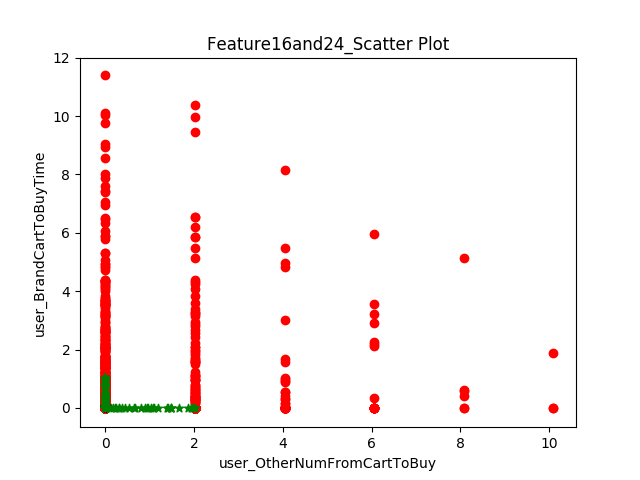 Feature16and24_Scatter Plot
12
10
8
6
4
2
0
user_BrandCartToBuyTime
0 2 4 6 8 10
user_OtherNumFromCartToBuy